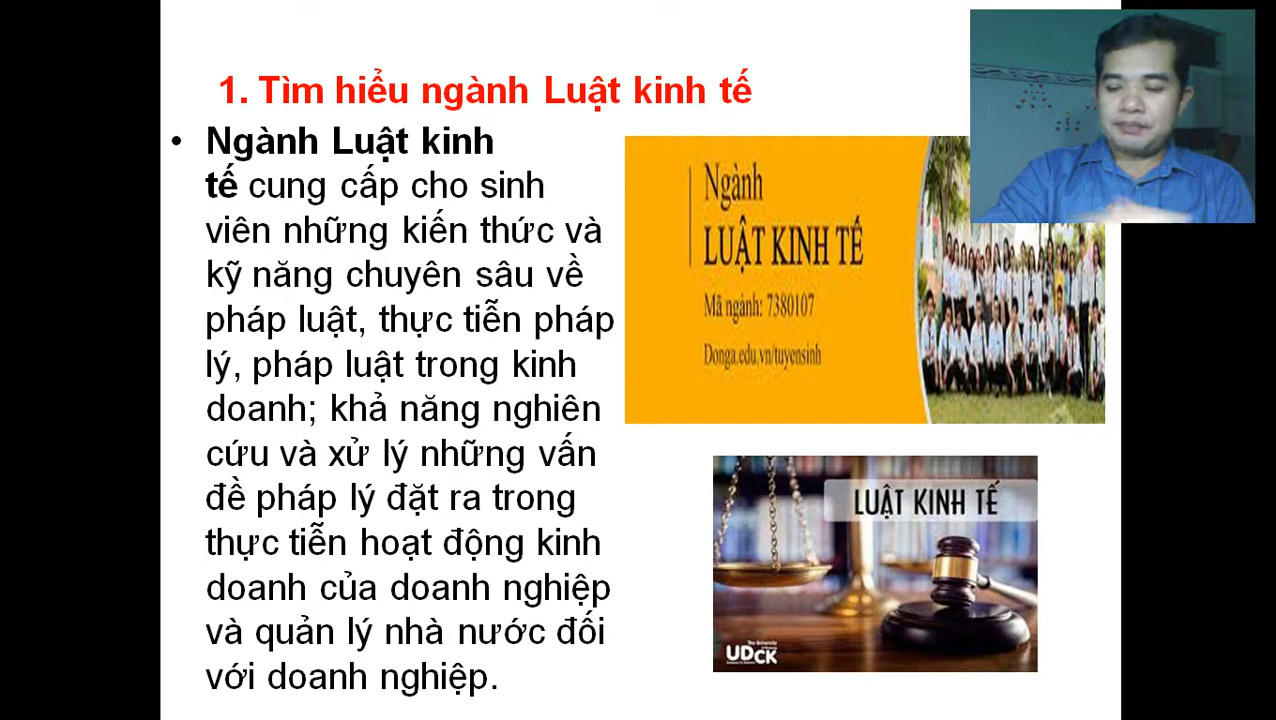 1. Tìm hiểu ngành Luật kinh tế
• Ngành Luật kinh
tế cung cấp cho sinh
viên những kiến thức và
kỹ năng chuyên sâu về
pháp luật, thực tiễn pháp
lý, pháp luật trong kinh
doanh; khả năng nghiên
cứu và xử lý những vấn
đề pháp lý đặt ra trong
thực tiễn hoạt động kinh
doanh của doanh nghiệp
và quản lý nhà nước đối
với doanh nghiệp.
Ngành
LUẬT KINH TẾ
Mã ngành: 7380107
Donga.edu.vn/tuyensinh
LUẬT KINH TẾ
UDCK